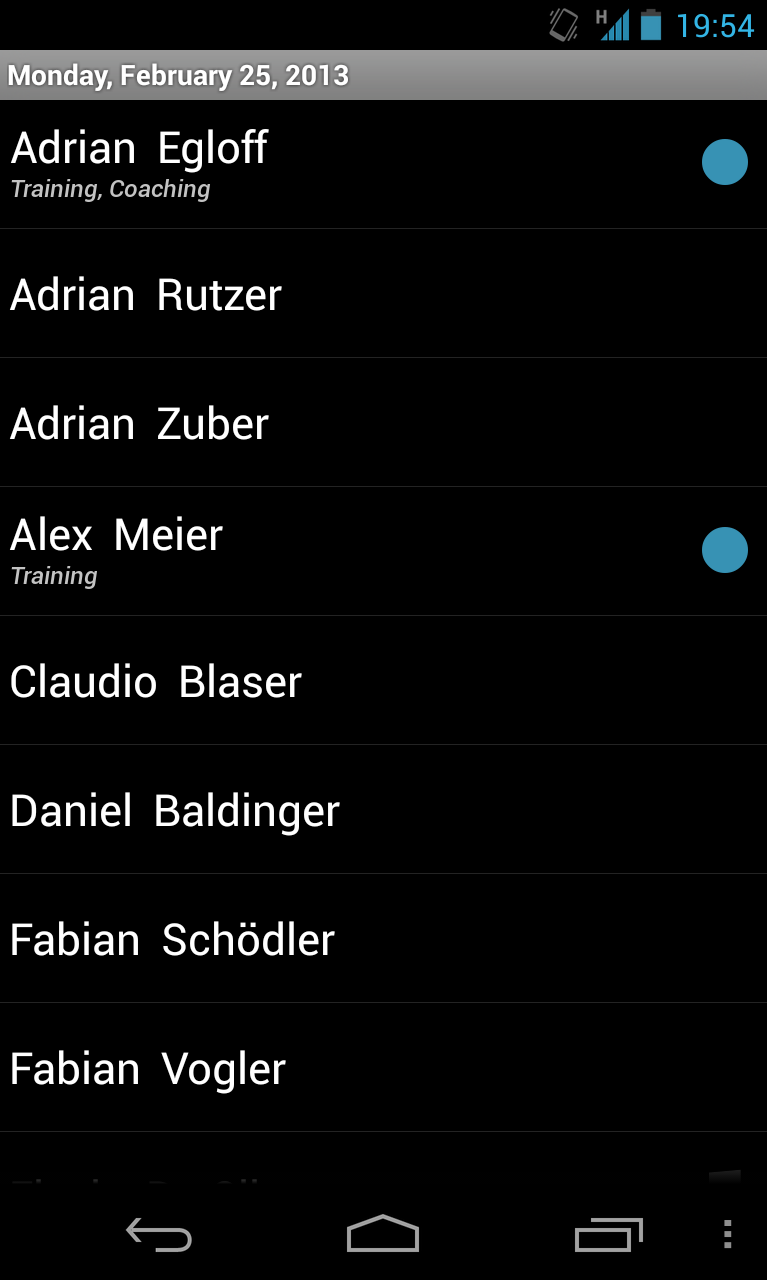 H 19:54
Monday, February 25, 2013
Adrian Egloff
Training, Coaching
Adrian Rutzer
Adrian Zuber
Alex Meier
Training
Claudio Blaser
Daniel Baldinger
Fabian Schödler
Fabian Vogler